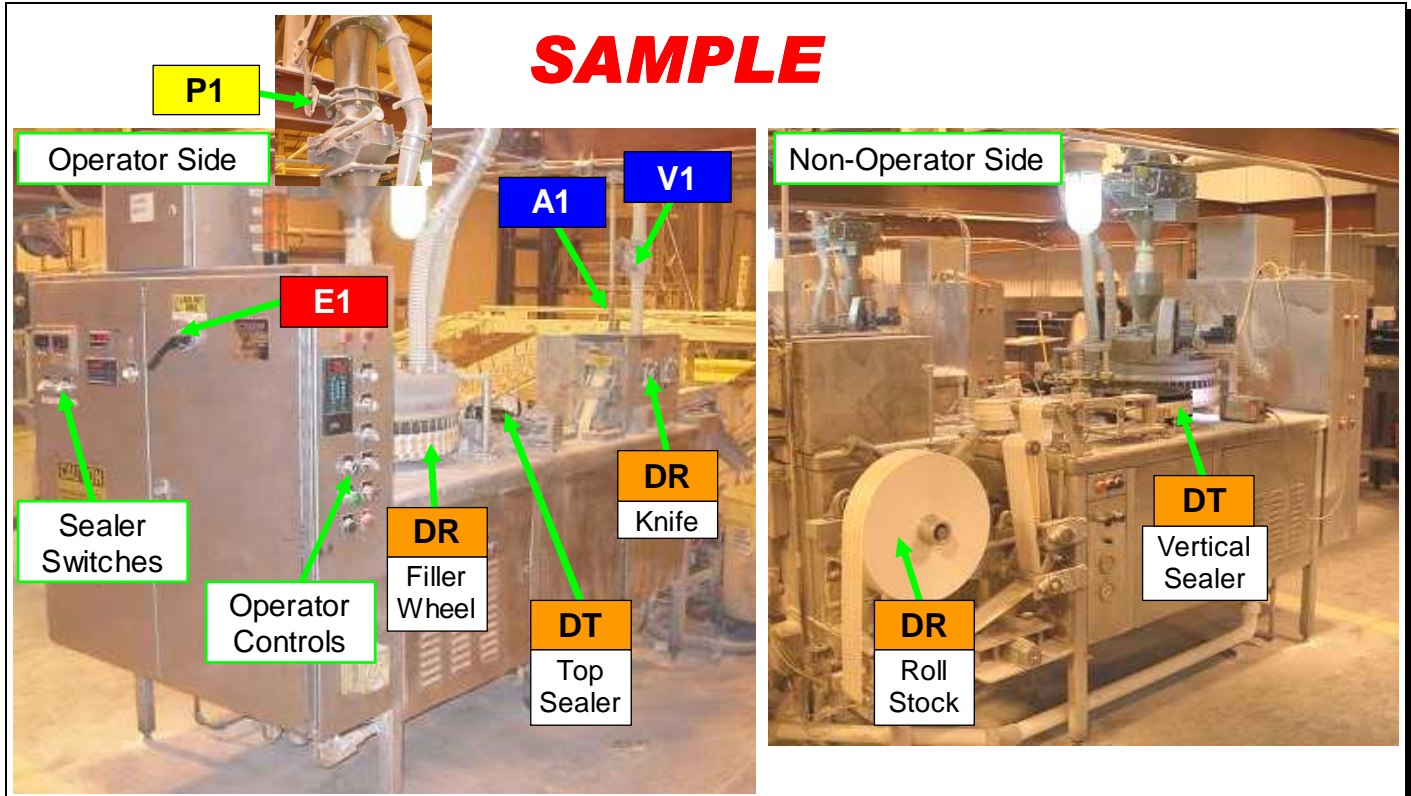 SAMPLE
P1
Operator Side
Non-Operator Side
A1
V1
E1
CAUTION
Sealer
Switches
Operator
Controls
DR
Filler
Wheel
DT
Top
Sealer
DR
Knife
DR
Roll
Stock
DT
Vertical
Sealer